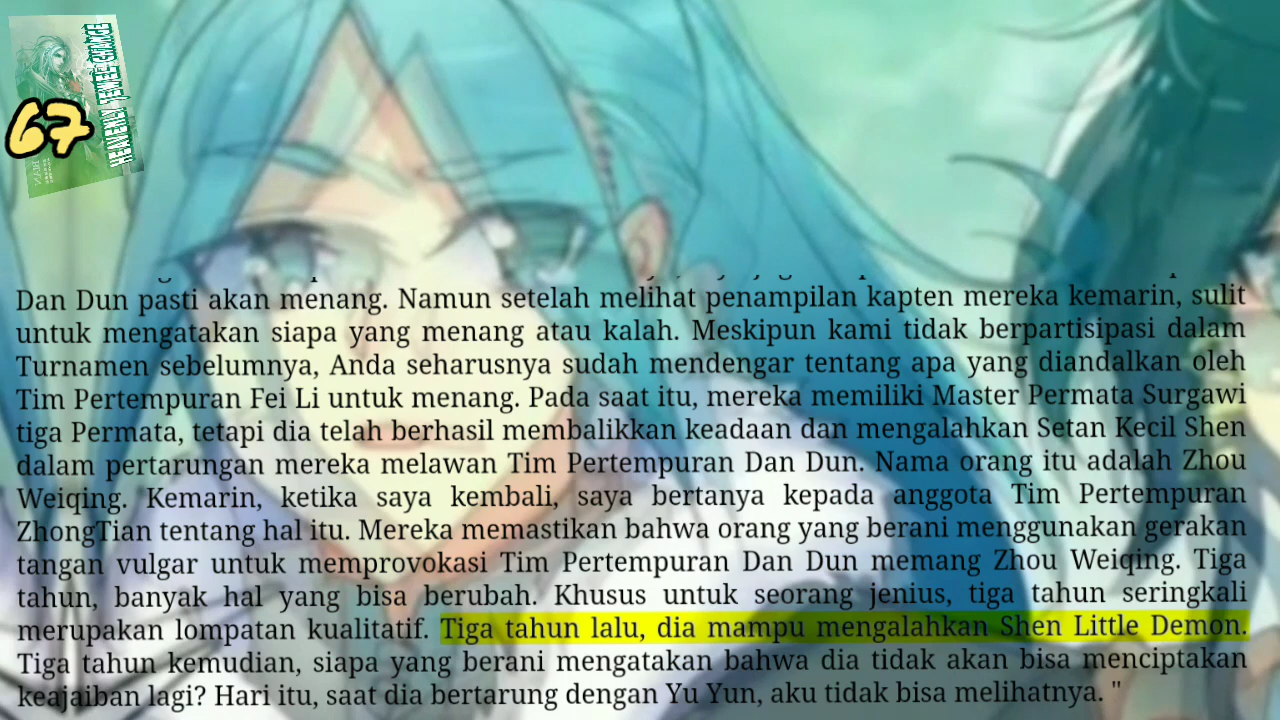 HEAVENLY JEWEL CHANGE
67
Dan Dun pasti akan menang. Namun setelah melihat penampilan kapten mereka kemarin, sulit
untuk mengatakan siapa yang menang atau kalah. Meskipun kami tidak berpartisipasi dalam
Turnamen sebelumnya, Anda seharusnya sudah mendengar tentang apa yang diandalkan oleh
Tim Pertempuran Fei Li untuk menang. Pada saat itu, mereka memiliki Master Permata Surgawi
tiga Permata, tetapi dia telah berhasil membalikkan keadaan dan mengalahkan Setan Kecil Shen
dalam pertarungan mereka melawan Tim Pertempuran Dan Dun. Nama orang itu adalah Zhou
Weiqing. Kemarin, ketika saya kembali, saya bertanya kepada anggota Tim Pertempuran
ZhongTian tentang hal itu. Mereka memastikan bahwa orang yang berani menggunakan gerakan
tangan vulgar untuk memprovokasi Tim Pertempuran Dan Dun memang Zhou Weiqing. Tiga
tahun, banyak hal yang bisa berubah. Khusus untuk seorang jenius, tiga tahun seringkali
merupakan lompatan kualitatif. Tiga tahun lalu, dia mampu mengalahkan Shen Little Demon.
Tiga tahun kemudian, siapa yang berani mengatakan bahwa dia tidak akan bisa menciptakan
keajaiban lagi? Hari itu, saat dia bertarung dengan Yu Yun, aku tidak bisa melihatnya. "